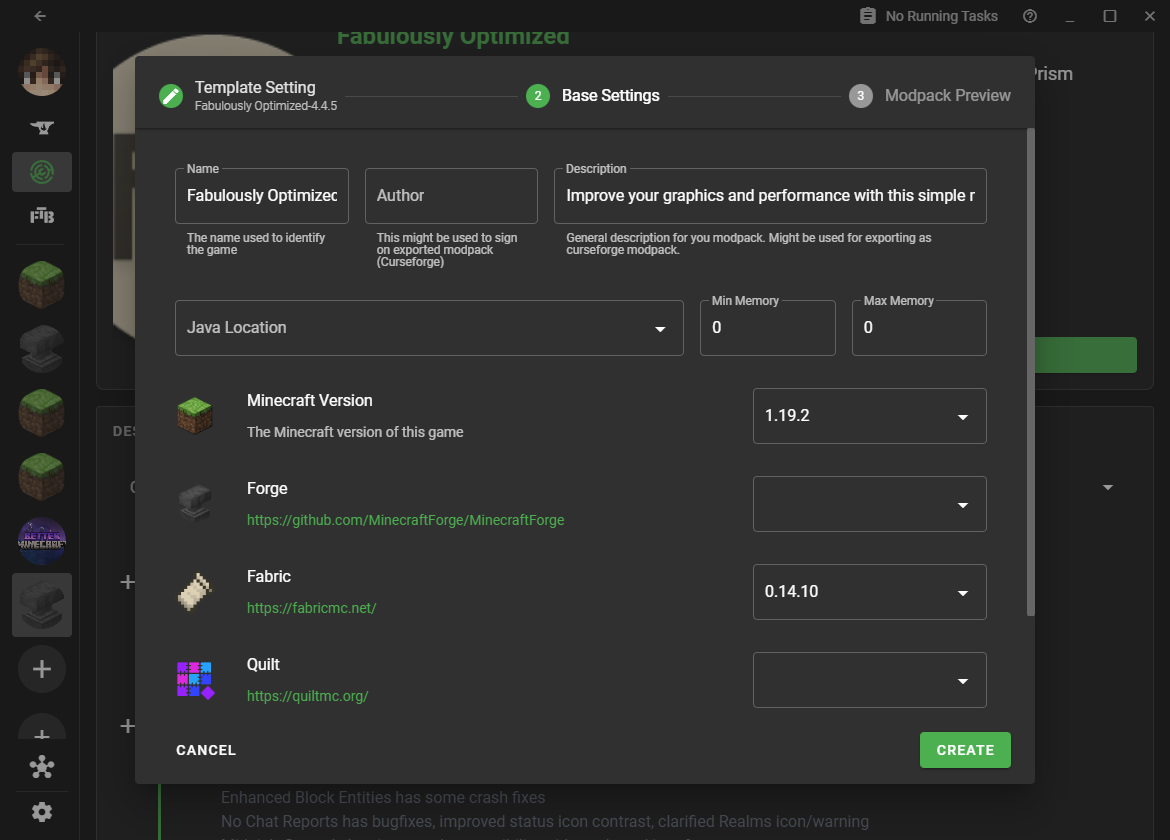 No Running Tasks
Fabulously Optimized
Prism
Template Setting
Fabulously Optimized-4.4.5
2
Base Settings
3
Modpack Preview
FTB
BETTER
MINECRAFT
Name
Fabulously Optimized
The name used to identify
the game
Author
This might be used to sign
on exported modpack
(Curseforge)
Description
Improve your graphics and performance with this simple
General description for you modpack. Might be used for exporting as
curseforge modpack.
Java Location
Min Memory
0
Max Memory
0
Minecraft Version
The Minecraft version of this game
1.19.2
Forge
https://github.com/MinecraftForge/MinecraftForge
Fabric
https://fabricmc.net/
0.14.10
Quilt
https://quiltmc.org/
CANCEL
CREATE
Enhanced Block Entities has some crash fixes
No Chat Reports has bugfixes, improved status icon contrast, clarified Realms icon/warning